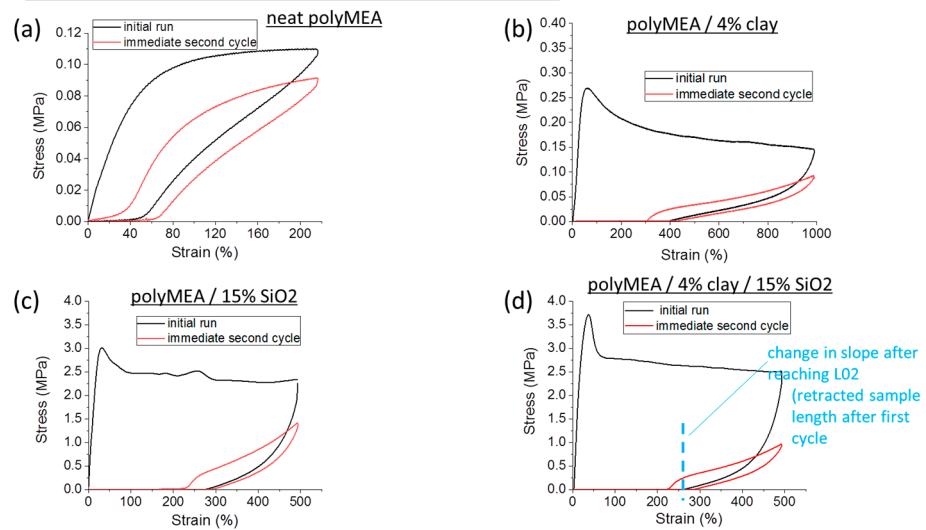 (a)
neat polyMEA
initial run
immediate second cycle
0.12
0.10
0.08
0.06
0.04
0.02
0.00
Stress (MPa)
0 40 80 120 160 200
Strain (%)
(b)
polyMEA / 4% clay
initial run
immediate second cycle
0.40
0.35
0.30
0.25
0.20
0.15
0.10
0.05
0.00
Stress (MPa)
0 200 400 600 800 1000
Strain (%)
(c)
polyMEA / 15% SiO2
initial run
immediate second cycle
4.0
3.5
3.0
2.5
2.0
1.5
1.0
0.5
0.0
Stress (MPa)
0 100 200 300 400 500
Strain (%)
(d)
polyMEA / 4% clay / 15% SiO2
initial run
immediate second cycle
4.0
3.5
3.0
2.5
2.0
1.5
1.0
0.5
0.0
Stress (MPa)
0 100 200 300 400 500
Strain (%)
change in slope after
reaching L02
(retracted sample
length after first
cycle